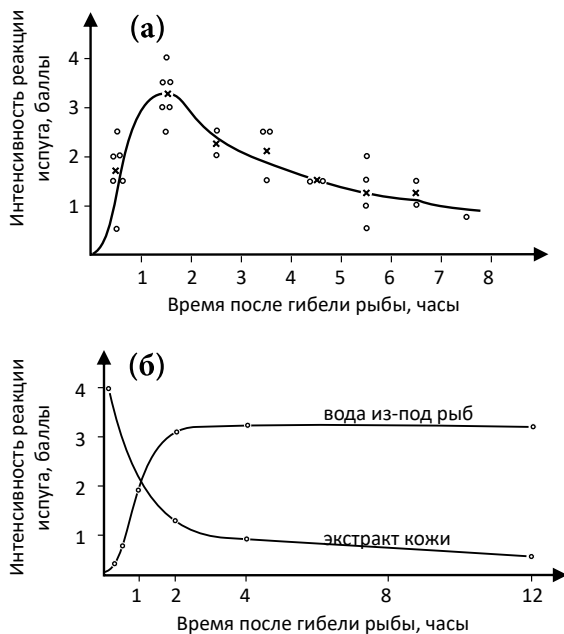 (а)
Интенсивность реакции
испуга, баллы
4
3
2
1
1 2 3 4 5 6 7 8
Время после гибели рыбы, часы
(б)
Интенсивность реакции
испуга, баллы
4
3
2
1
вода из-под рыб
экстракт кожи
1 2 4 8 12
Время после гибели рыбы, часы